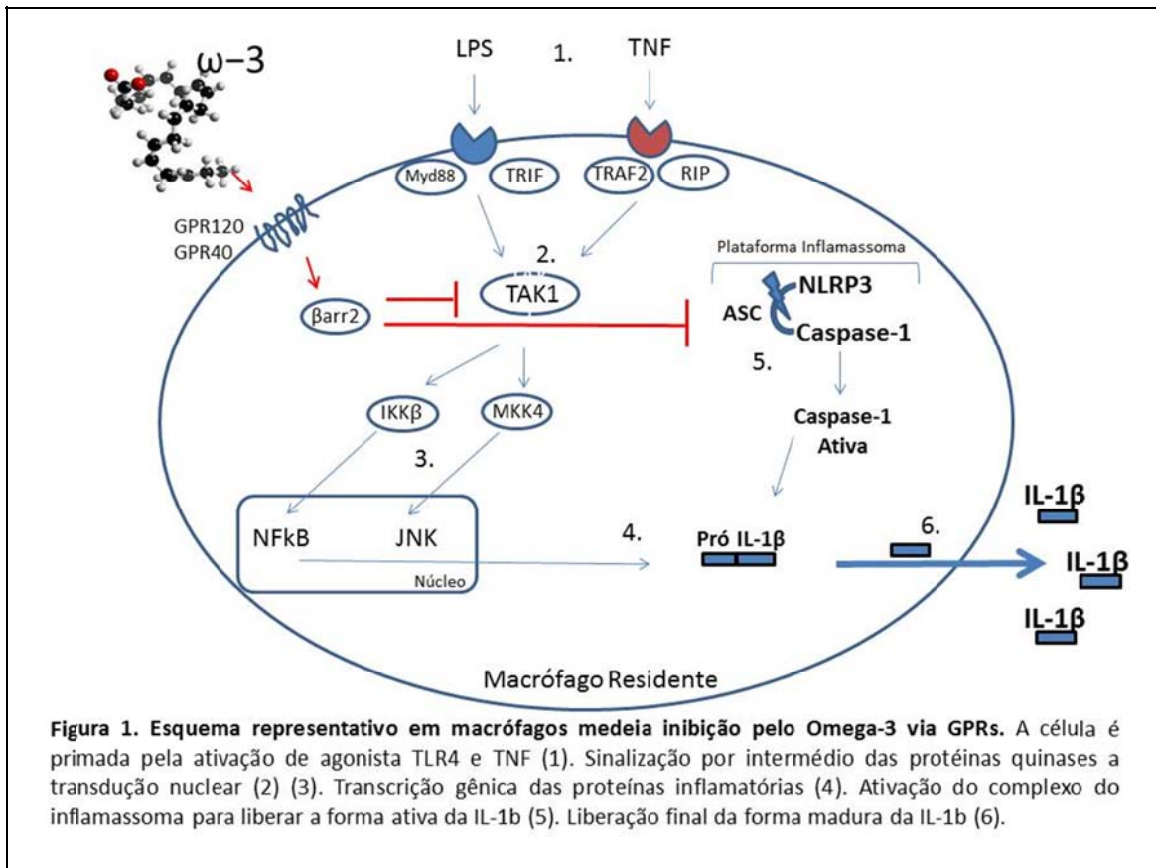 ω−3
LPS
1.
TNF
Myd88
TRIF
TRAF2
RIP
GPR120
GPR40
2.
TAK1
βarr2
Plataforma Inflamassoma
NLRP3
ASC
Caspase-1
5.
IKKβ
MKK4
Caspase-1
Ativa
3.
NFkB
JNK
Núcleo
4.
Pró IL-1β
6.
IL-1β
IL-1β
IL-1β
Macrófago Residente
Figura 1. Esquema representativo em macrófagos medeia inibição pelo Omega-3 via GPRs. A célula é
primada pela ativação de agonista TLR4 e TNF (1). Sinalização por intermédio das protéinas quinases a
transdução nuclear (2) (3). Transcrição gênica das proteínas inflamatórias (4). Ativação do complexo do
inflamassoma para liberar a forma ativa da IL-1b (5). Liberação final da forma madura da IL-1b (6).